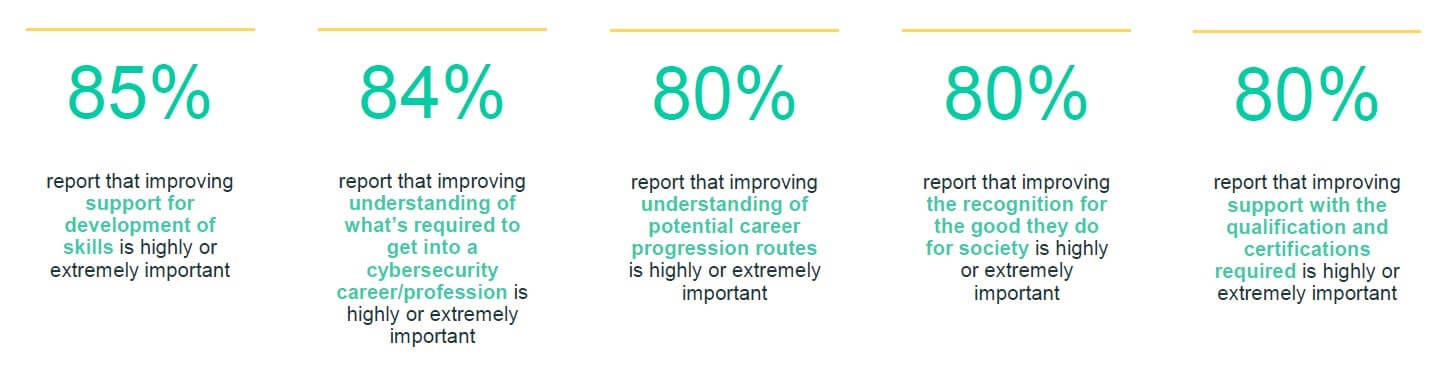 85%
report that improving
support for
development of
skills is highly or
extremely important
84%
report that improving
understanding of
what's required to
get into a
cybersecurity
career/profession is
highly or extremely
important
80%
report that improving
understanding of
potential career
progression routes
is highly or extremely
important
80%
report that improving
the recognition for
the good they do
for society is highly
or extremely
important
80%
report that improving
support with the
qualification and
certifications
required is highly or
extremely important